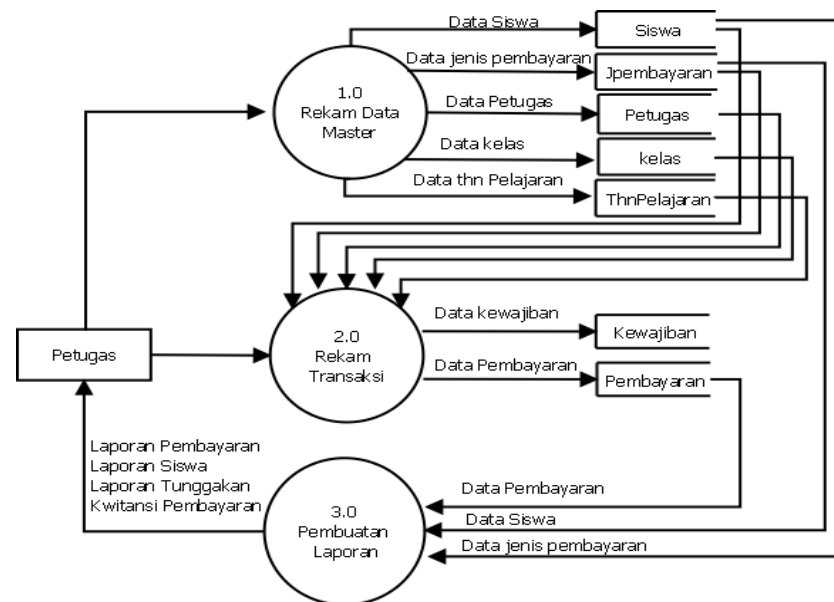 Data Siswa
Siswa
Data jenis pembayaran
Jpembayaran
1.0
Rekam Data
Master
Data Petugas
Petugas
Data kelas
kelas
Data thn Pelajaran
ThnPelajaran
Data kewajiban
Kewajiban
2.0
Rekam
Transaksi
Petugas
Data Pembayaran
Pembayaran
Laporan Pembayaran
Laporan Siswa
Laporan Tunggakan
Kwitansi Pembayaran
3.0
Pembuatan
Laporan
Data Pembayaran
Data Siswa
Data jenis pembayaran